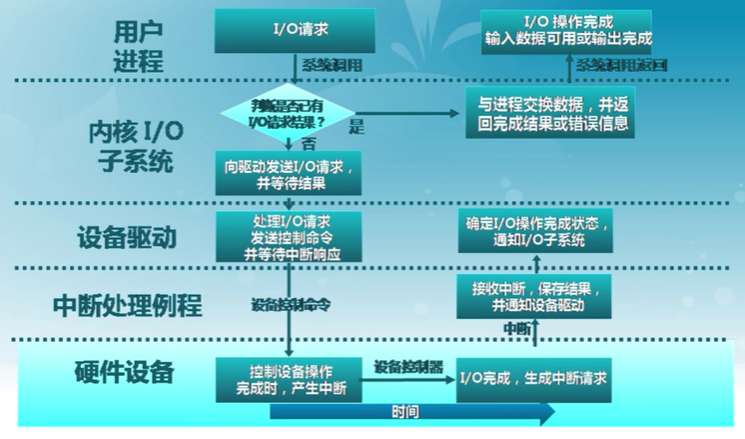 用户
进程
I/O请求
I/O 操作完成
输入数据可用或输出完成
系统调用
系统调用返回
内核 I/O
子系统
判断是否已有
I/O请求结果？
是
否
与进程交换数据，并返
回完成结果或错误信息
向驱动发送I/O请求，
并等待结果
设备驱动
处理I/O请求
发送控制命令
并等待中断响应
确定I/O操作完成状态，
通知I/O子系统
中断处理例程
设备控制命令
接收中断，保存结果，
并通知设备驱动
中断
硬件设备
控制设备操作
完成时，产生中断
设备控制器
I/O完成，生成中断请求
时间